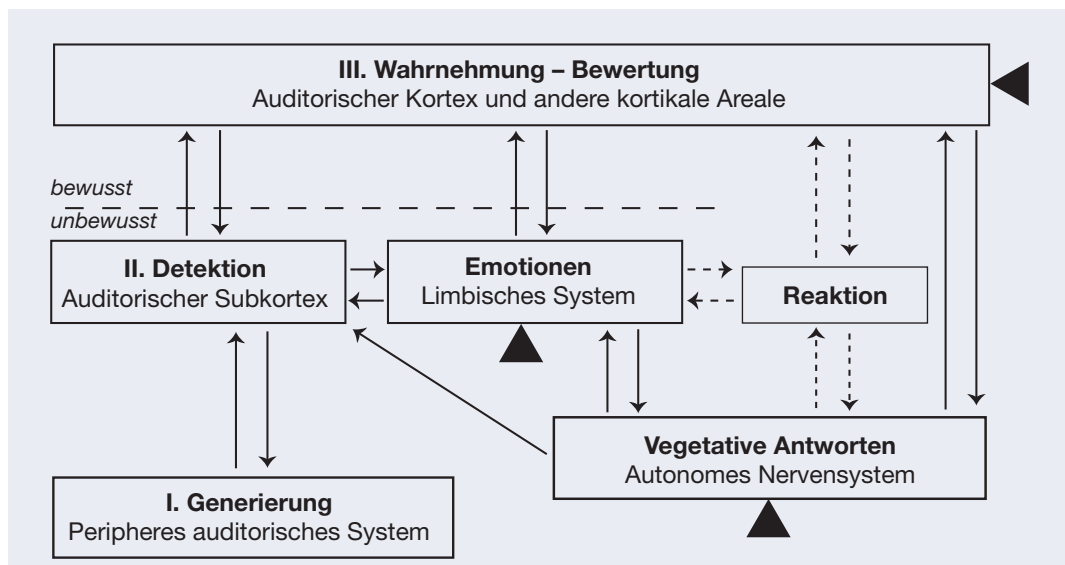 III. Wahrnehmung – Bewertung
Auditorischer Kortex und andere kortikale Areale
bewusst
unbewusst
II. Detektion
Auditorischer Subkortex
Emotionen
Limbisches System
Reaktion
Vegetative Antworten
Autonomes Nervensystem
I. Generierung
Peripheres auditorisches System